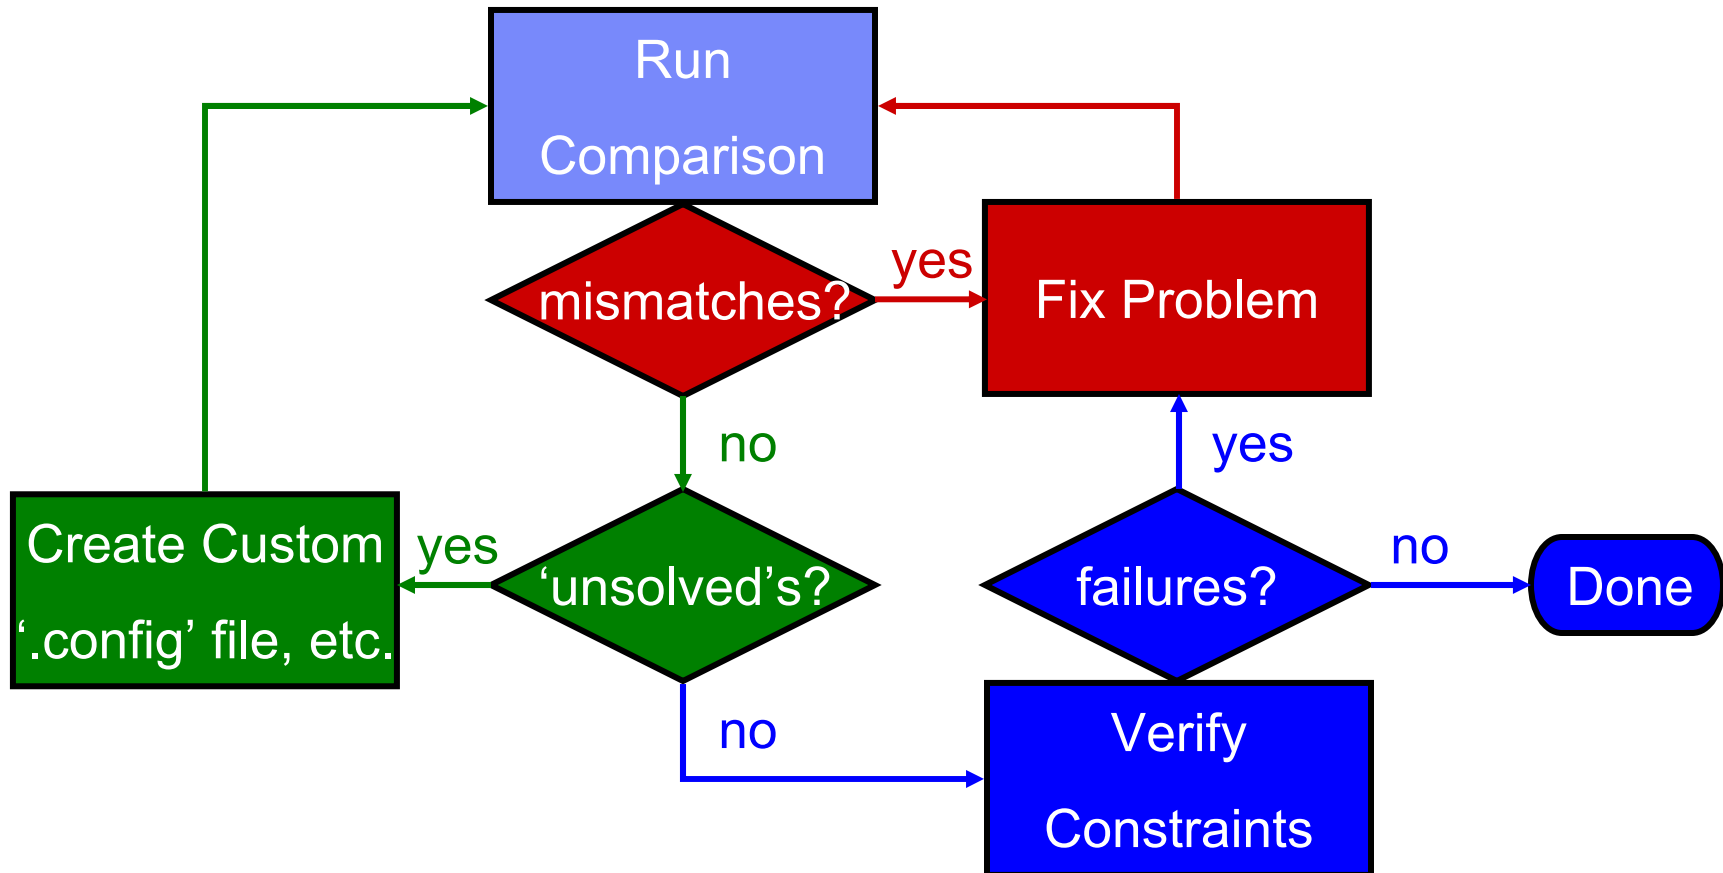 Run
Comparison
mismatches?
yes
Fix Problem
no
yes
Create Custom
‘.config’ file, etc.
yes
‘unsolved’s?
failures?
no
Done
no
Verify
Constraints